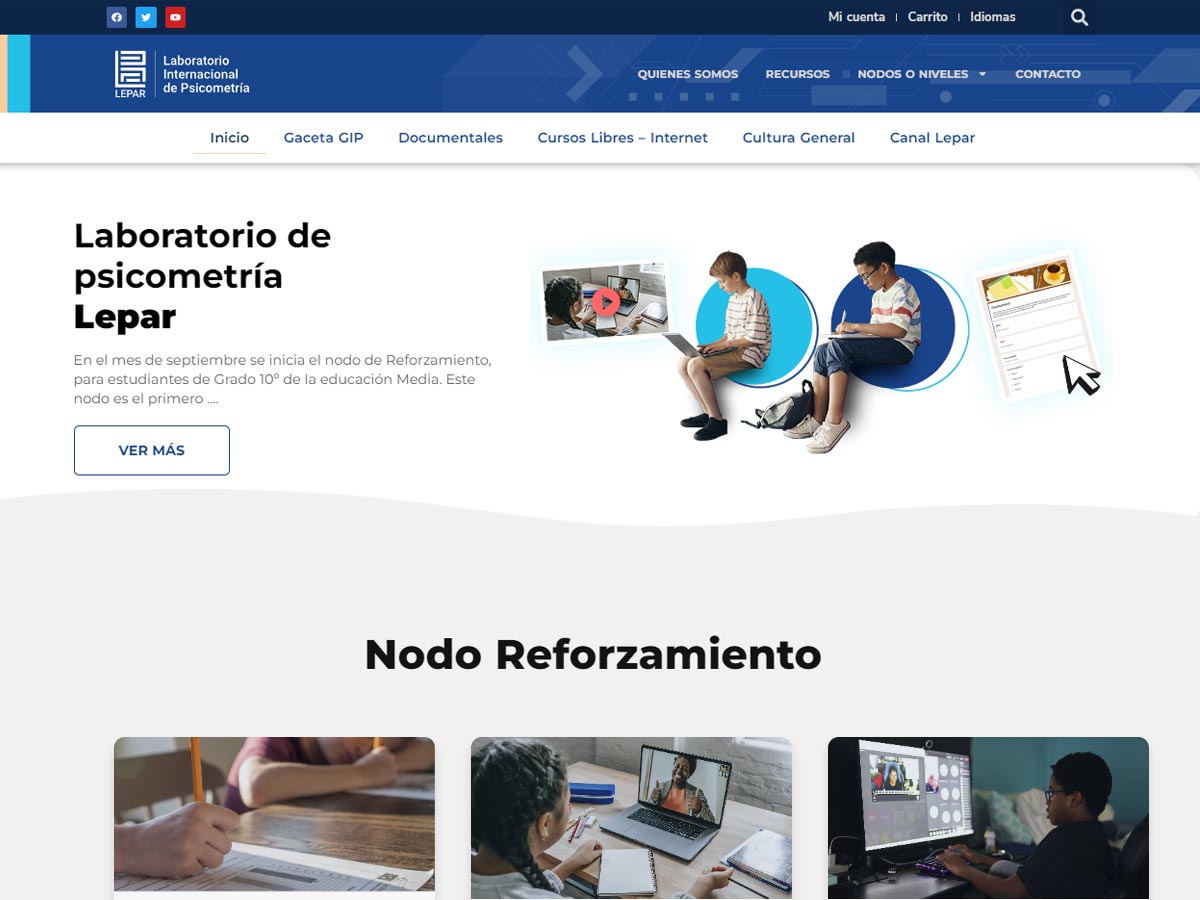 Mi cuenta | Carrito | Idiomas
Laboratorio
Internacional
de Psicometría
LEPAR
QUIENES SOMOS RECURSOS NODOS O NIVELES CONTACTO
Inicio Gaceta GIP Documentales Cursos Libres – Internet Cultura General Canal Lepar
Laboratorio de
psicometría
Lepar
En el mes de septiembre se inicia el nodo de Reforzamiento,
para estudiantes de Grado 10º de la educación Media. Este
nodo es el primero ....
VER MÁS
Nodo Reforzamiento